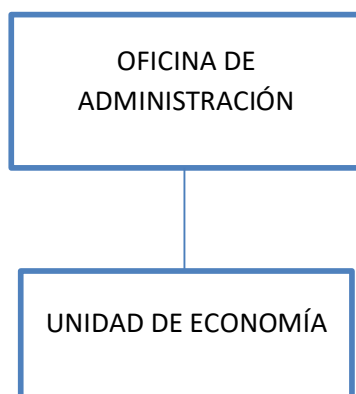 OFICINA DE
ADMINISTRACIÓN
UNIDAD DE ECONOMÍA